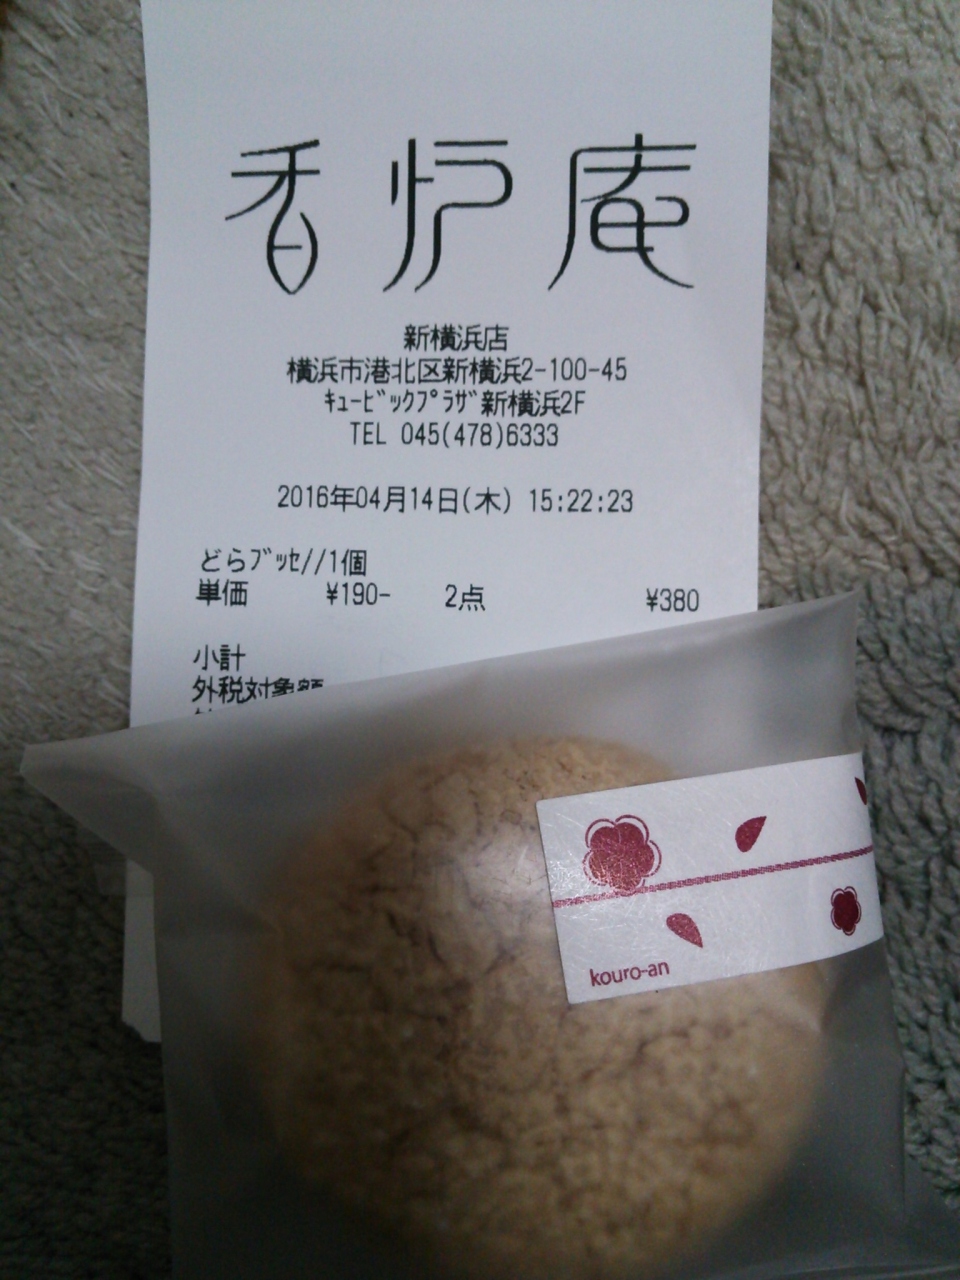 香炉庵
新横浜店
横浜市港北区新横浜2-100-45
ｷｭｰﾋﾞｯｸﾌﾟﾗｻﾞ新横浜2F
TEL 045(478)6333
2016年04月14日(木) 15:22:23
どらﾌﾞｯｾ//1個
単価 ¥190- 2点 ¥380
小計
外税対象額
kouro-an